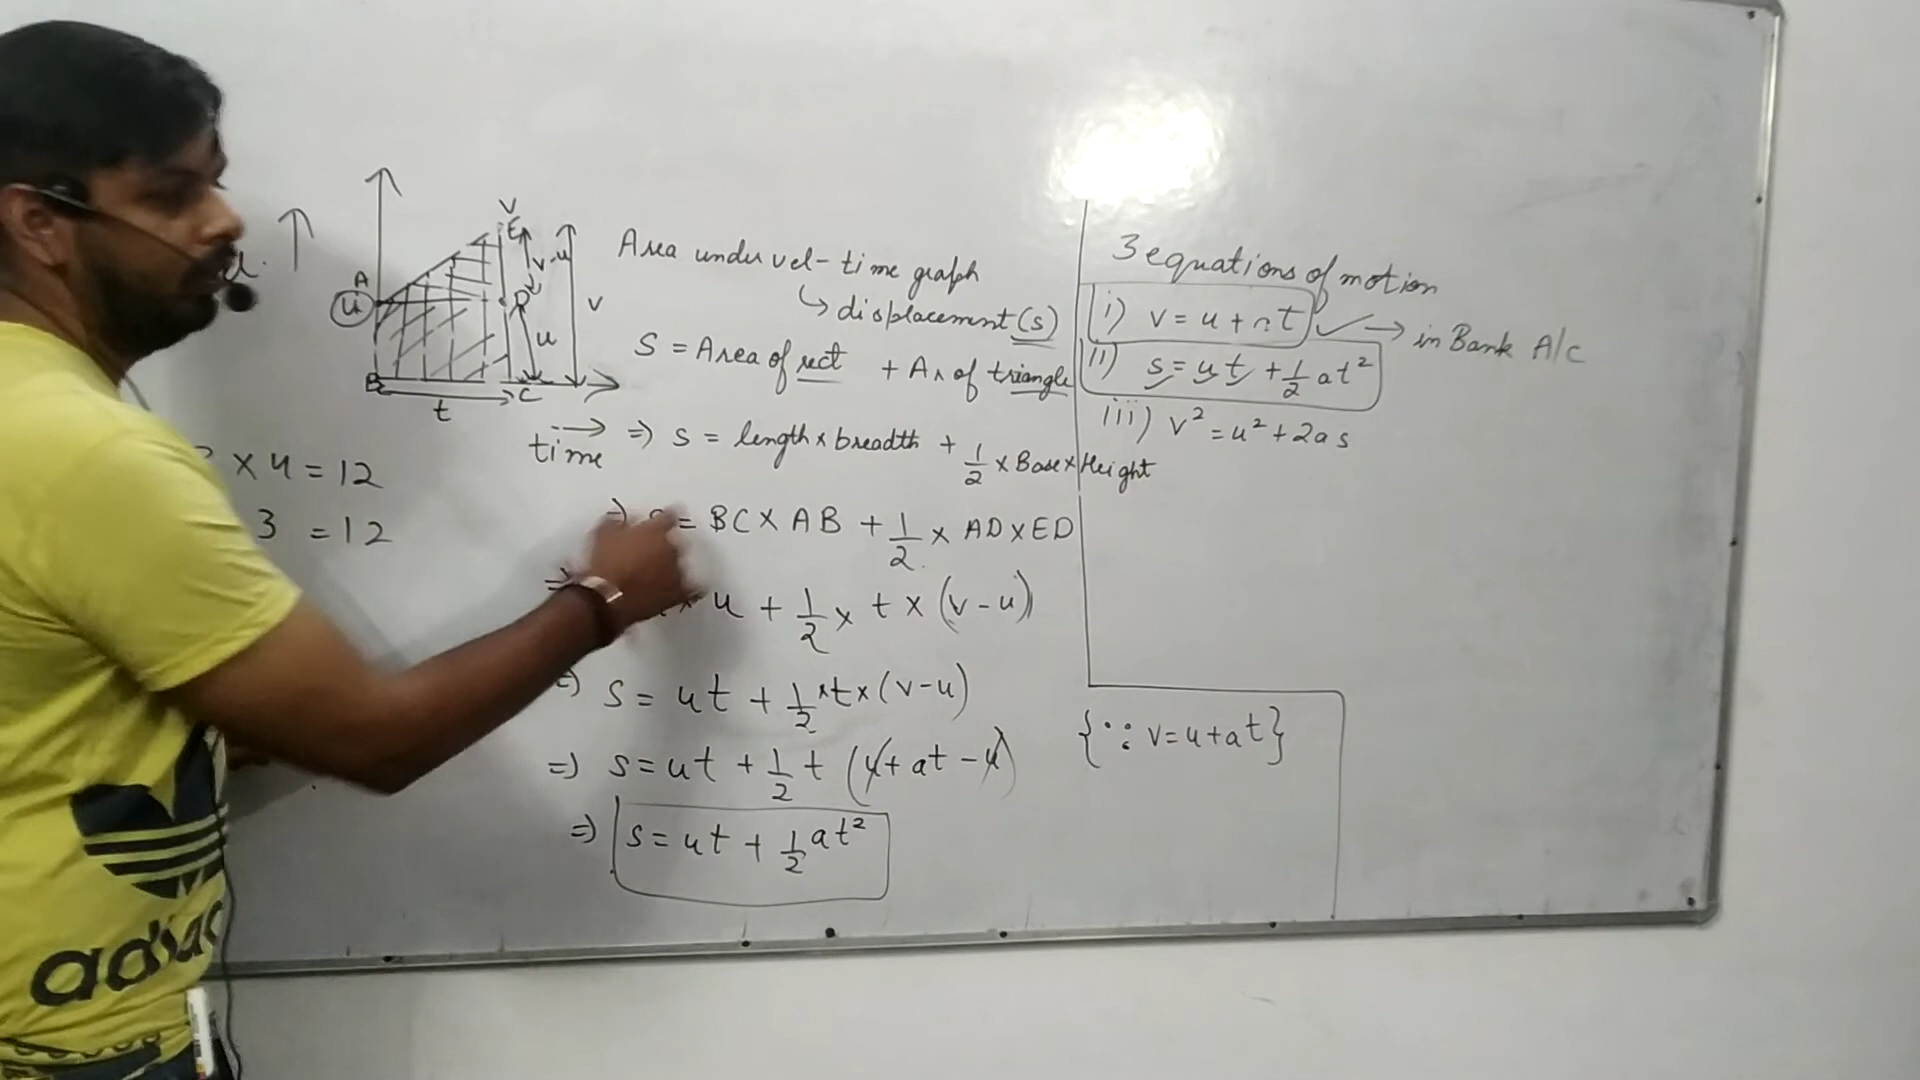 V
E
A
u
v-u
D
v
u
B
t
C
u.
time
x 4 = 12
3 = 12
Area under vel-time graph
↳ displacement (s)
S = Area of rect + Ar of triangle
=) s = length x breadth + 1/2 x Base x Height
=) s = BC x AB + 1/2 x AD x ED
x u + 1/2 x t x (v - u)
=) s = ut + 1/2 x t x (v-u)
=) s = ut + 1/2 t (u + at - u)
=) s = ut + 1/2 at²
3 equations of motion
i) v = u + at → in Bank A/c
ii) s = ut + 1/2 at²
iii) v² = u² + 2as
{∵ v = u + at}
adidas